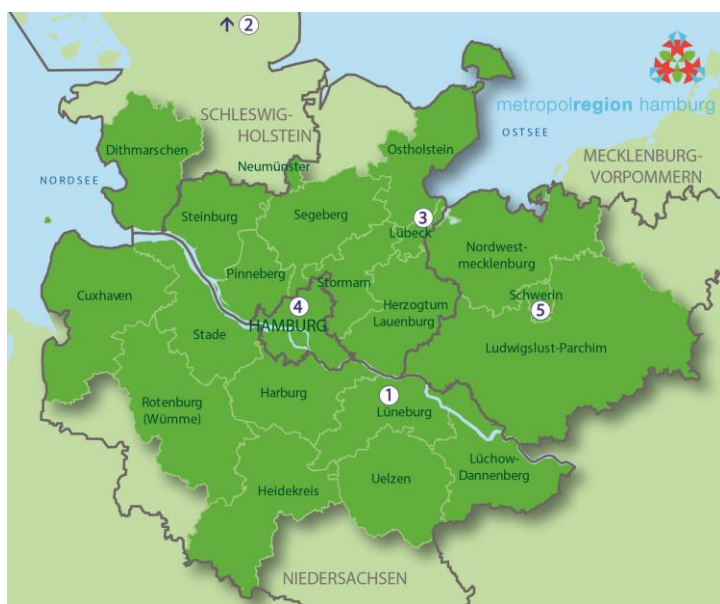 2
SCHLESWIG-
HOLSTEIN
metropolregion hamburg
OSTSEE
Dithmarschen
Ostholstein
MECKLENBURG-
VORPOMMERN
Neumünster
NORDSEE
Steinburg
Segeberg
3
Lübeck
Nordwest-
mecklenburg
Pinneberg
Stormarn
Cuxhaven
Schwerin
4
Herzogtum
Lauenburg
5
HAMBURG
Stade
Ludwigslust-Parchim
Harburg
1
Rotenburg
(Wümme)
Lüneburg
Lüchow-
Dannenberg
Heidekreis
Uelzen
NIEDERSACHSEN